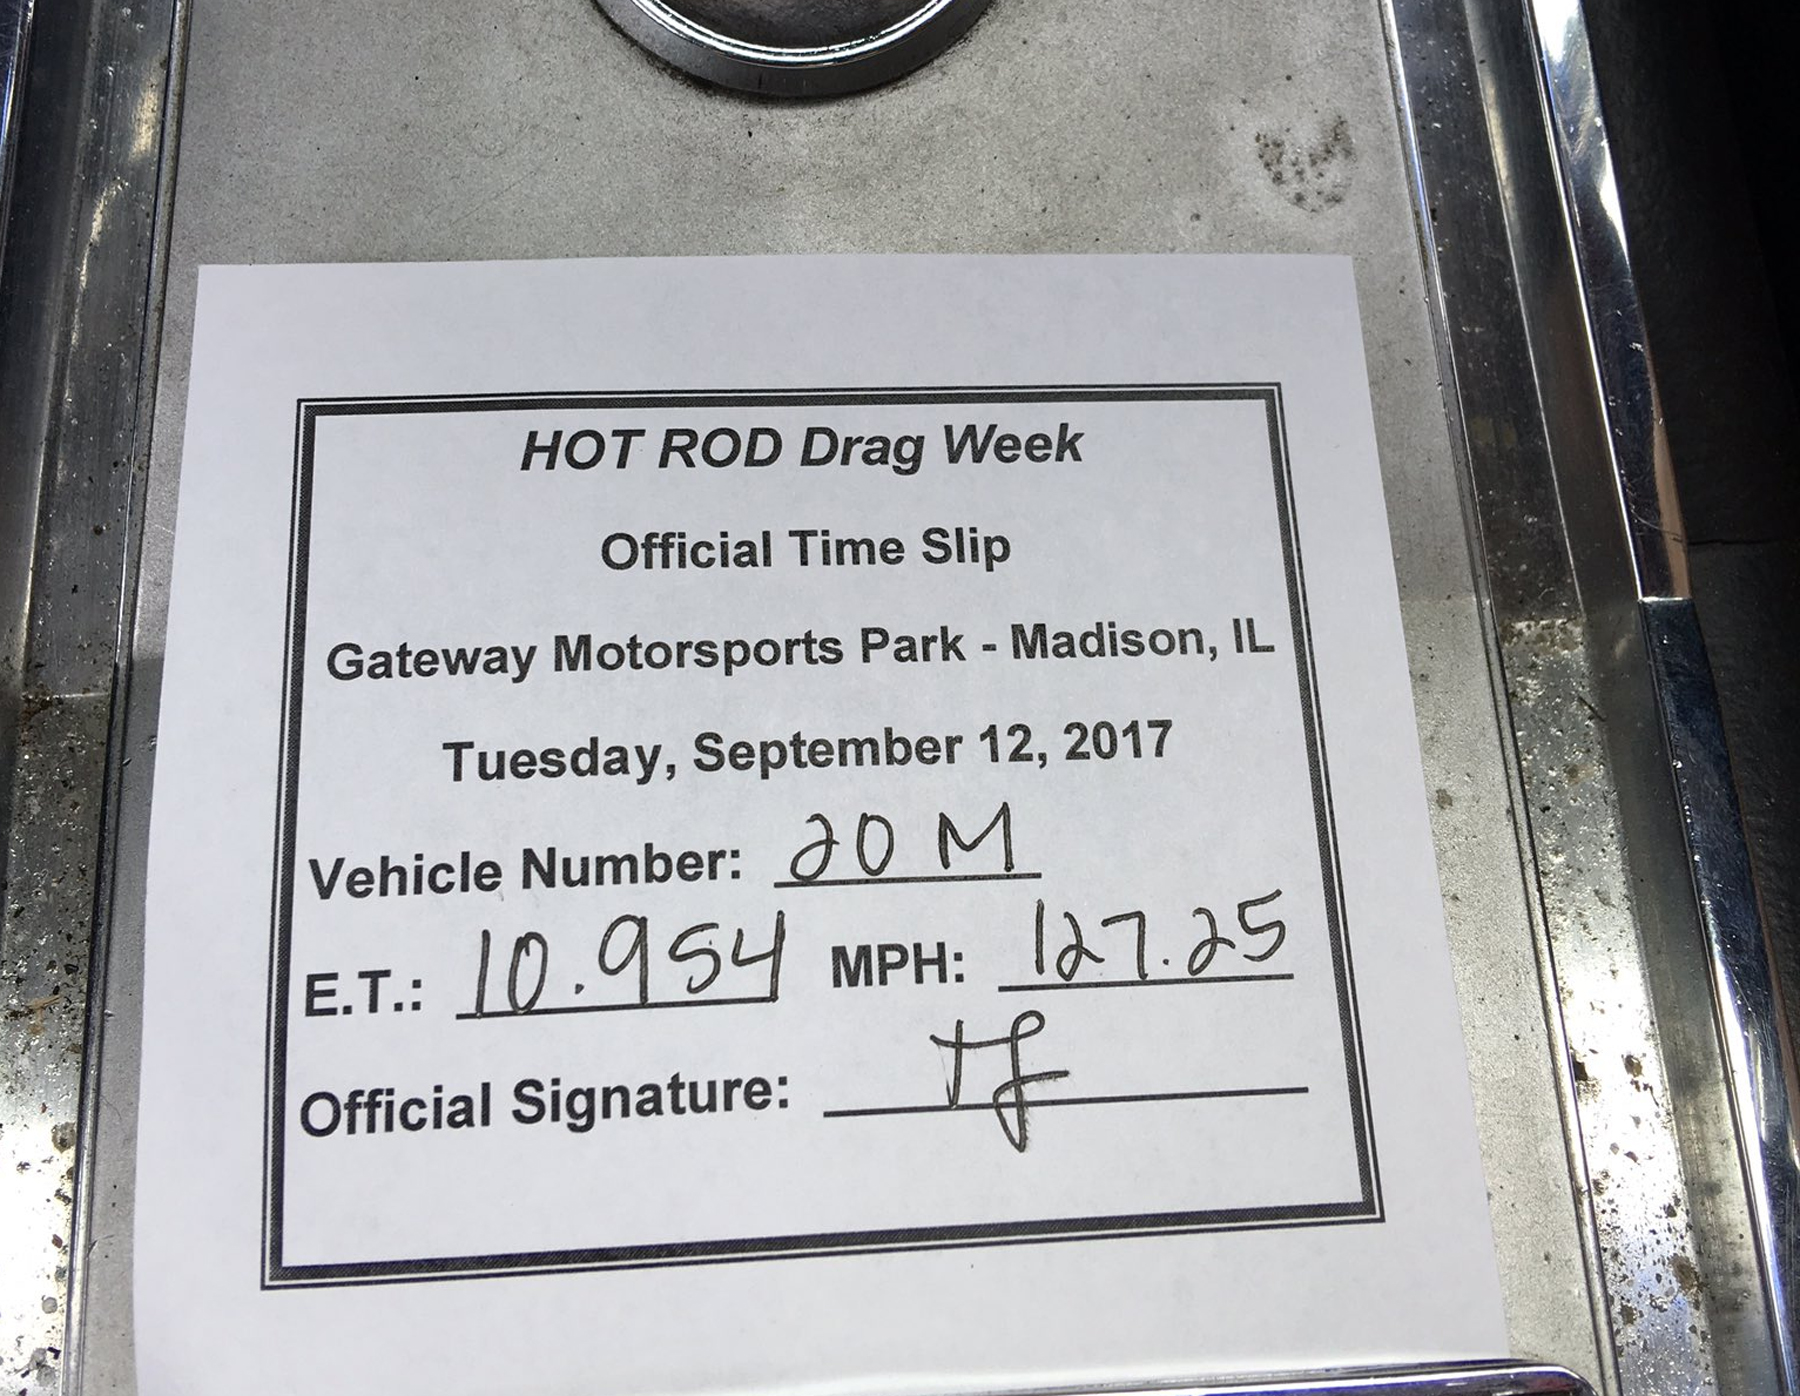 HOT ROD Drag Week
Official Time Slip
Gateway Motorsports Park - Madison, IL
Tuesday, September 12, 2017
Vehicle Number: 20 M
E.T.: 10.954 MPH: 127.25
Official Signature: